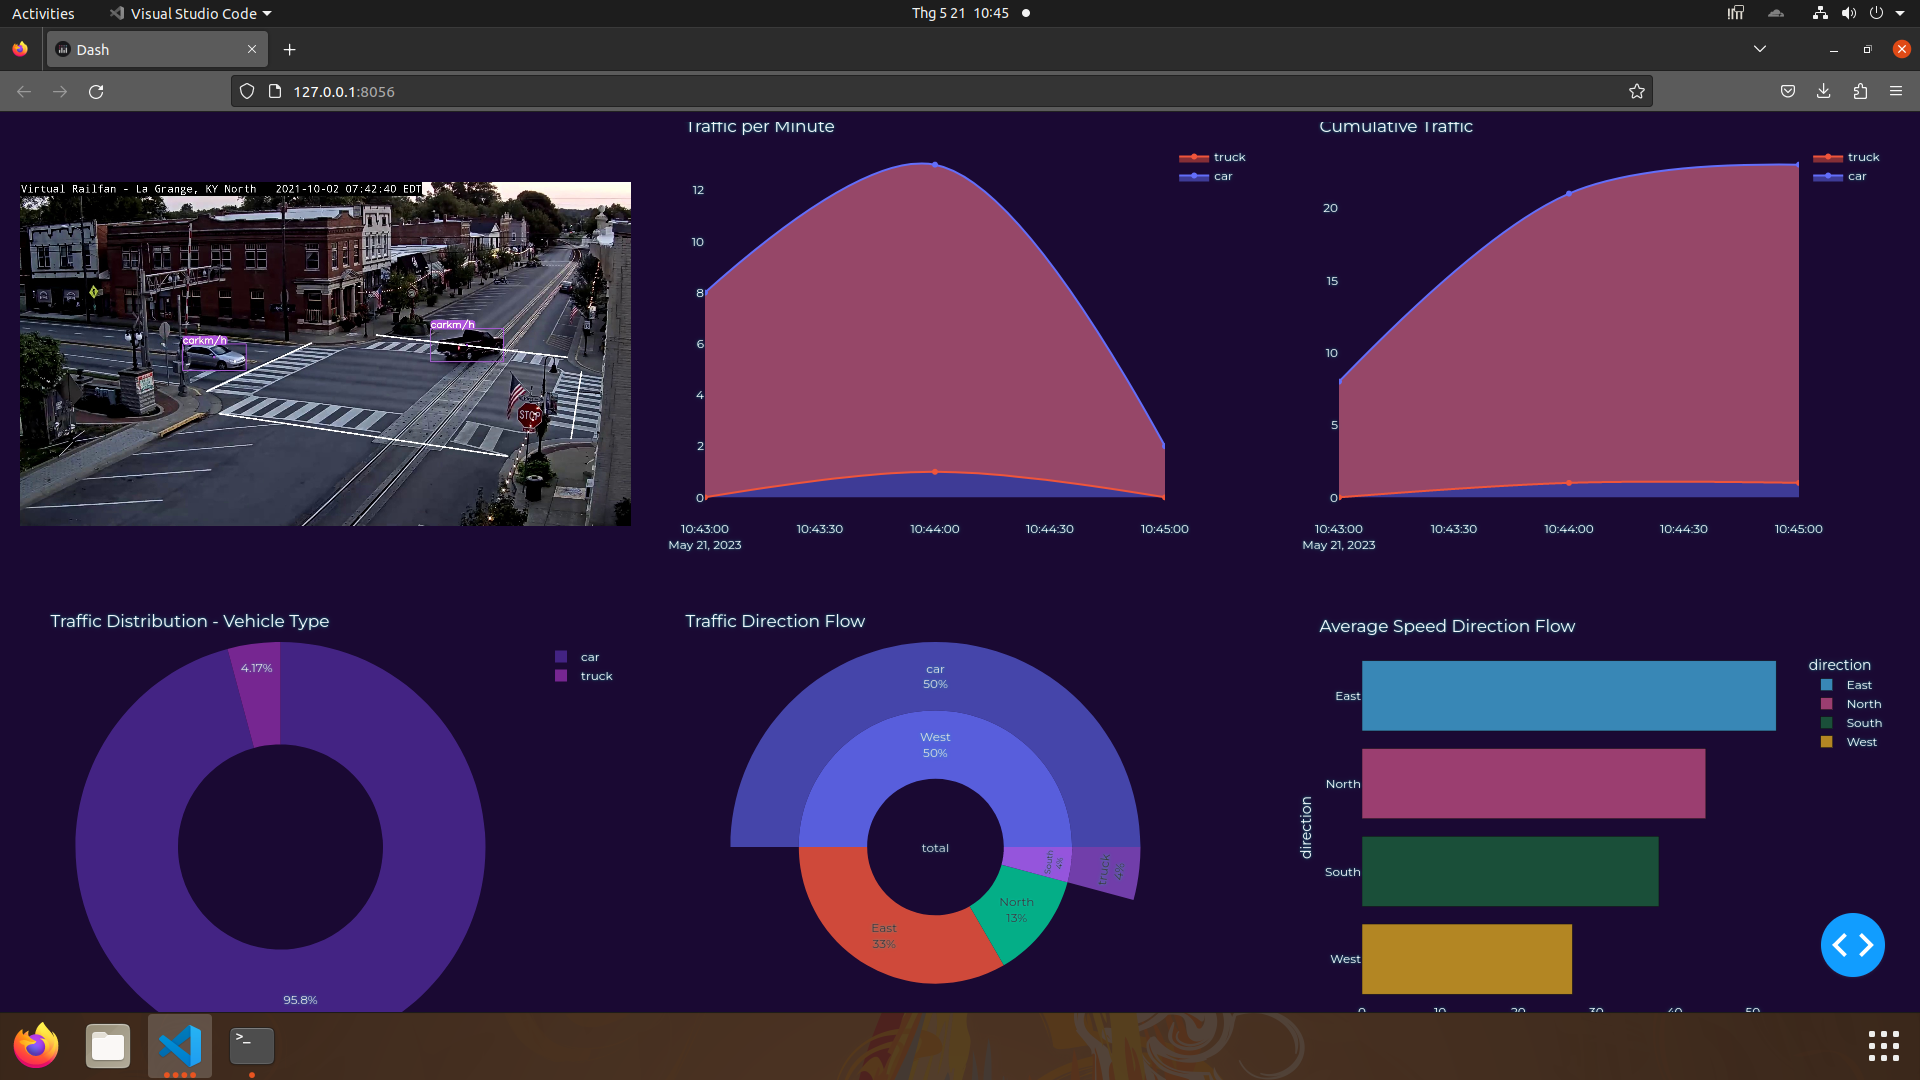 Activities
Visual Studio Code
Thg 5 21 10:45
Dash
127.0.0.1:8056
Virtual Railfan - La Grange, KY North 2021-10-02 07:42:40 EDT
carkm/h
carkm/h
STOP
Traffic per Minute
truck
car
12
10
8
6
4
2
0
10:43:00
May 21, 2023
10:43:30
10:44:00
10:44:30
10:45:00
Cumulative Traffic
truck
car
20
15
10
5
0
10:43:00
May 21, 2023
10:43:30
10:44:00
10:44:30
10:45:00
Traffic Distribution - Vehicle Type
car
truck
4.17%
95.8%
Traffic Direction Flow
car
50%
West
50%
total
South
4%
truck
4%
North
13%
East
33%
Average Speed Direction Flow
direction
East
North
South
West
direction
East
North
South
West
0
10
20
30
40
50